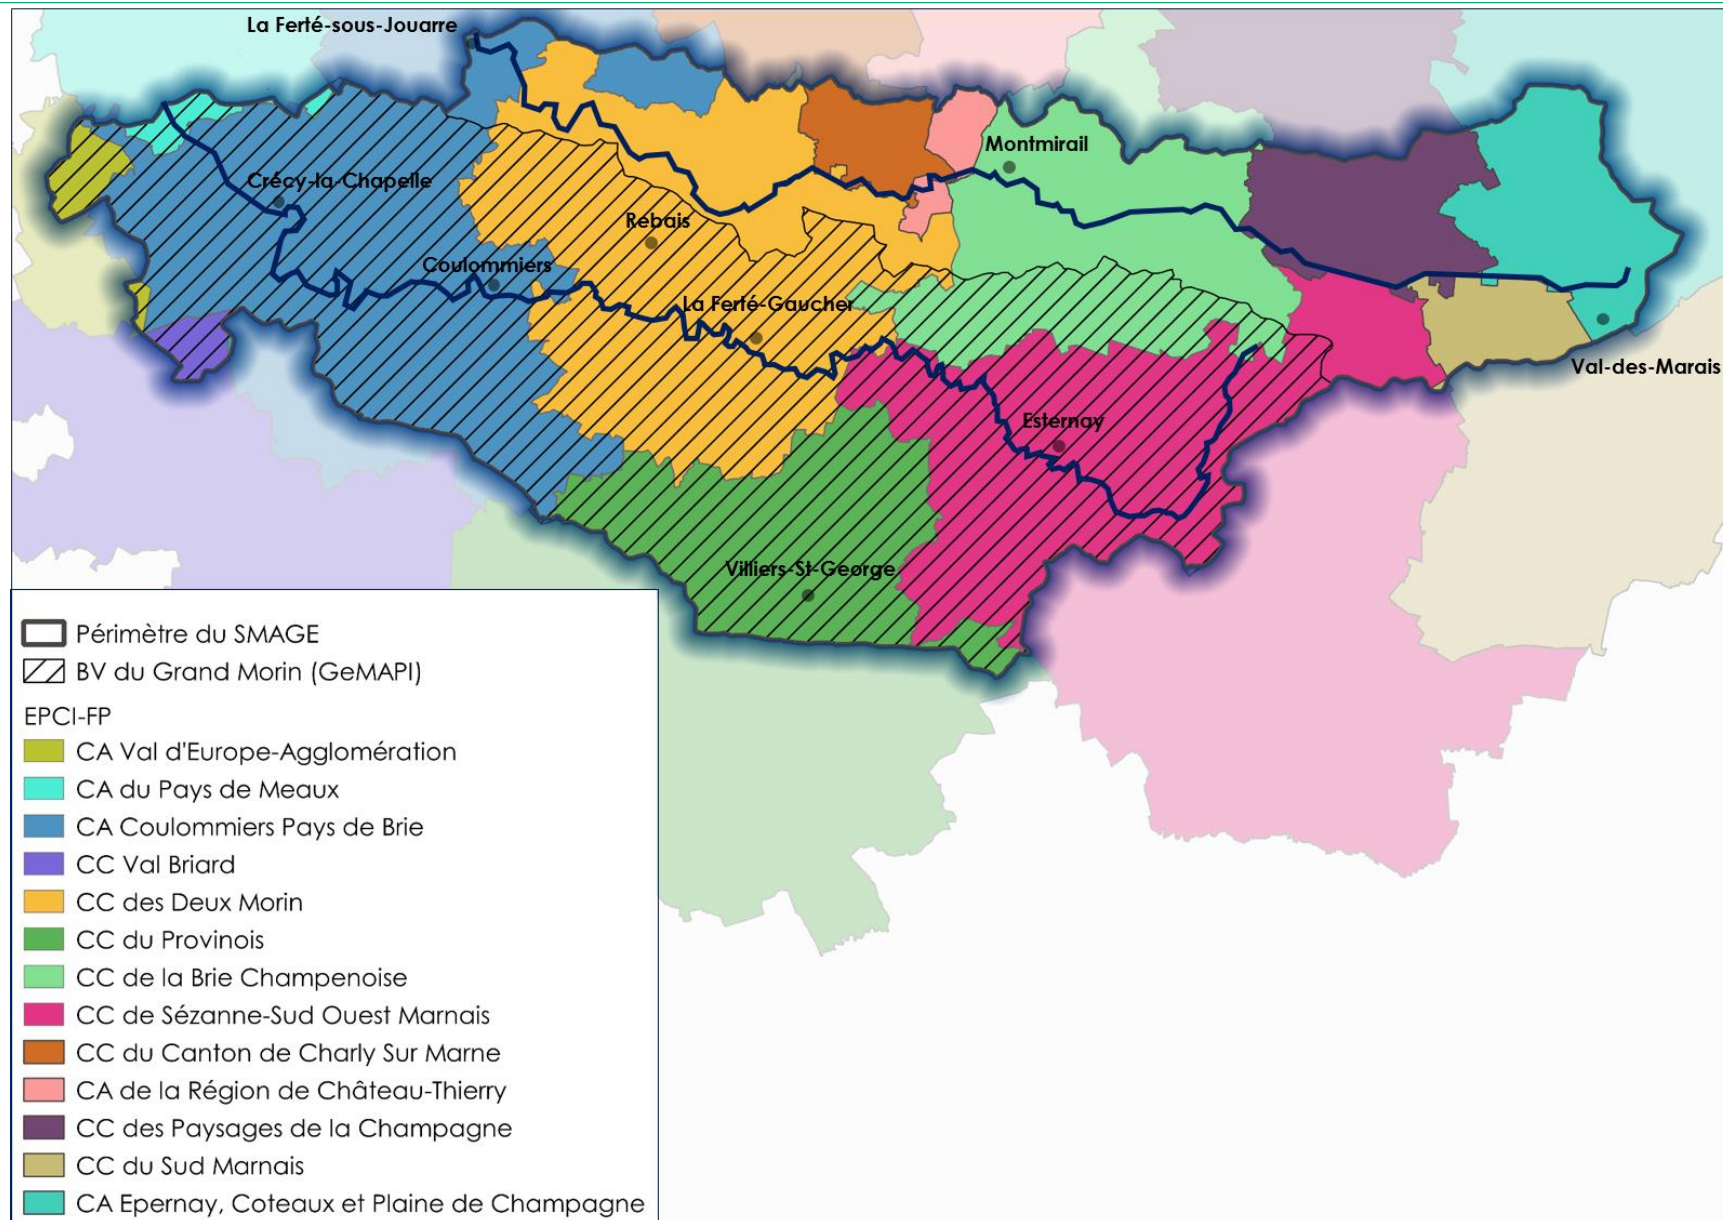 La Ferté-sous-Jouarre
Montmirail
Crécy-la-Chapelle
Rebais
Coulommiers
La Ferté-Gaucher
Val-des-Marais
Esternay
Villiers-St-George
Périmètre du SMAGE
BV du Grand Morin (GeMAPI)
EPCI-FP
CA Val d'Europe-Agglomération
CA du Pays de Meaux
CA Coulommiers Pays de Brie
CC Val Briard
CC des Deux Morin
CC du Provinois
CC de la Brie Champenoise
CC de Sézanne-Sud Ouest Marnais
CC du Canton de Charly Sur Marne
CA de la Région de Château-Thierry
CC des Paysages de la Champagne
CC du Sud Marnais
CA Epernay, Coteaux et Plaine de Champagne